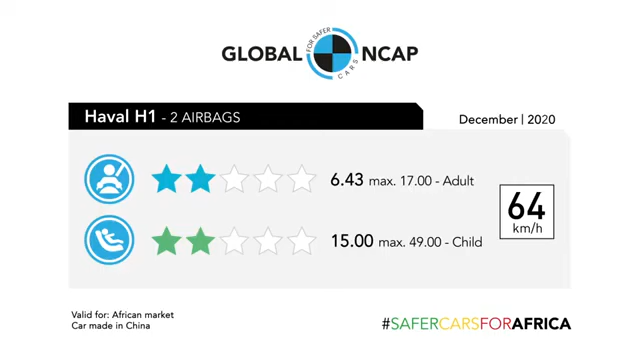 GLOBAL NCAP
FOR SAFER
CARS
Haval H1 - 2 AIRBAGS
December | 2020
6.43 max. 17.00 - Adult
64
km/h
15.00 max. 49.00 - Child
Valid for: African market
Car made in China
#SAFERCARSFORAFRICA